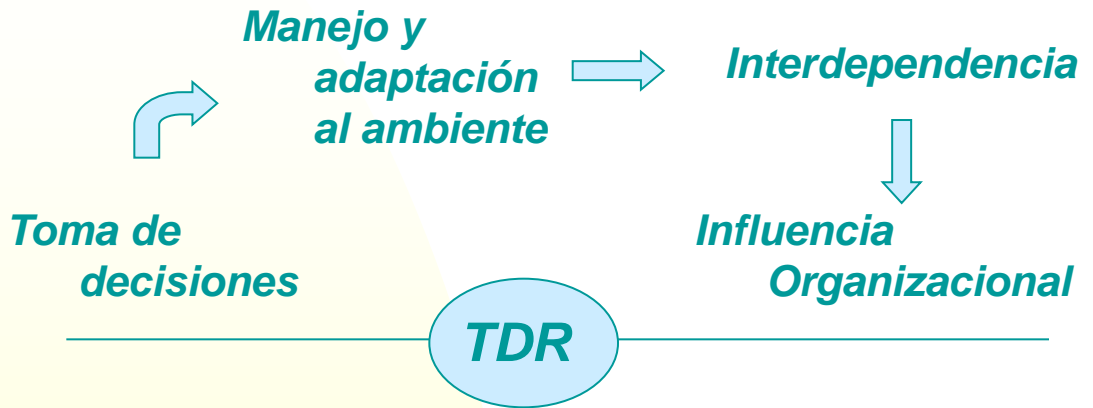 Manejo y
adaptación
al ambiente
Interdependencia
Toma de
decisiones
Influencia
Organizacional
TDR